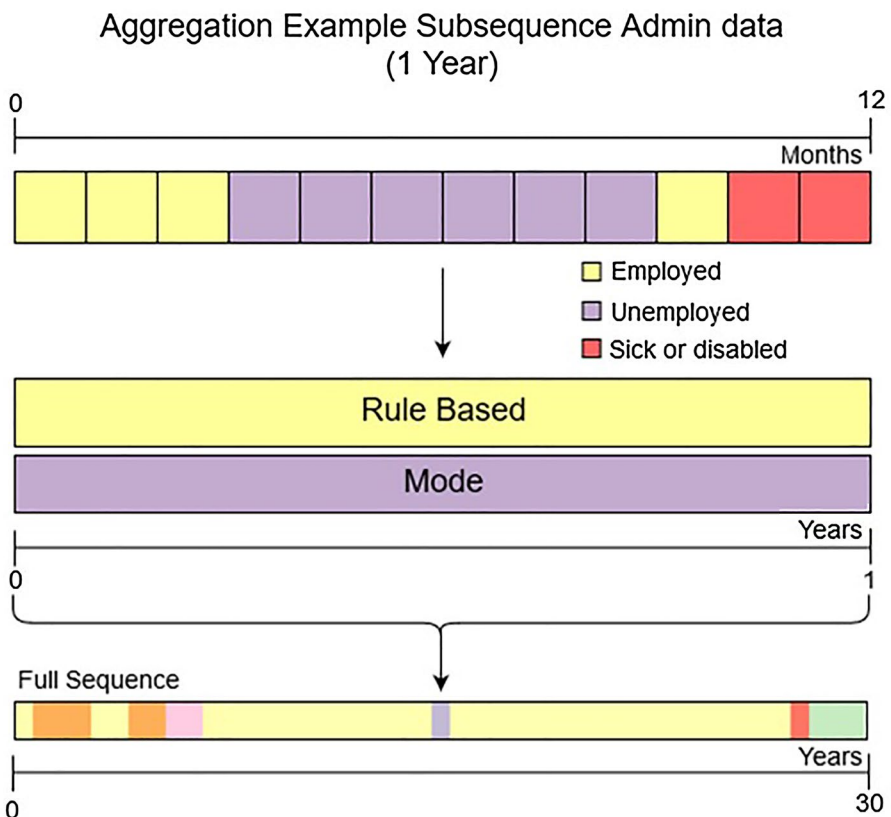 Aggregation Example Subsequence Admin data
(1 Year)
0 12
Months
Employed
Unemployed
Sick or disabled
Rule Based
Mode
Years
0 1
Full Sequence
Years
0 30